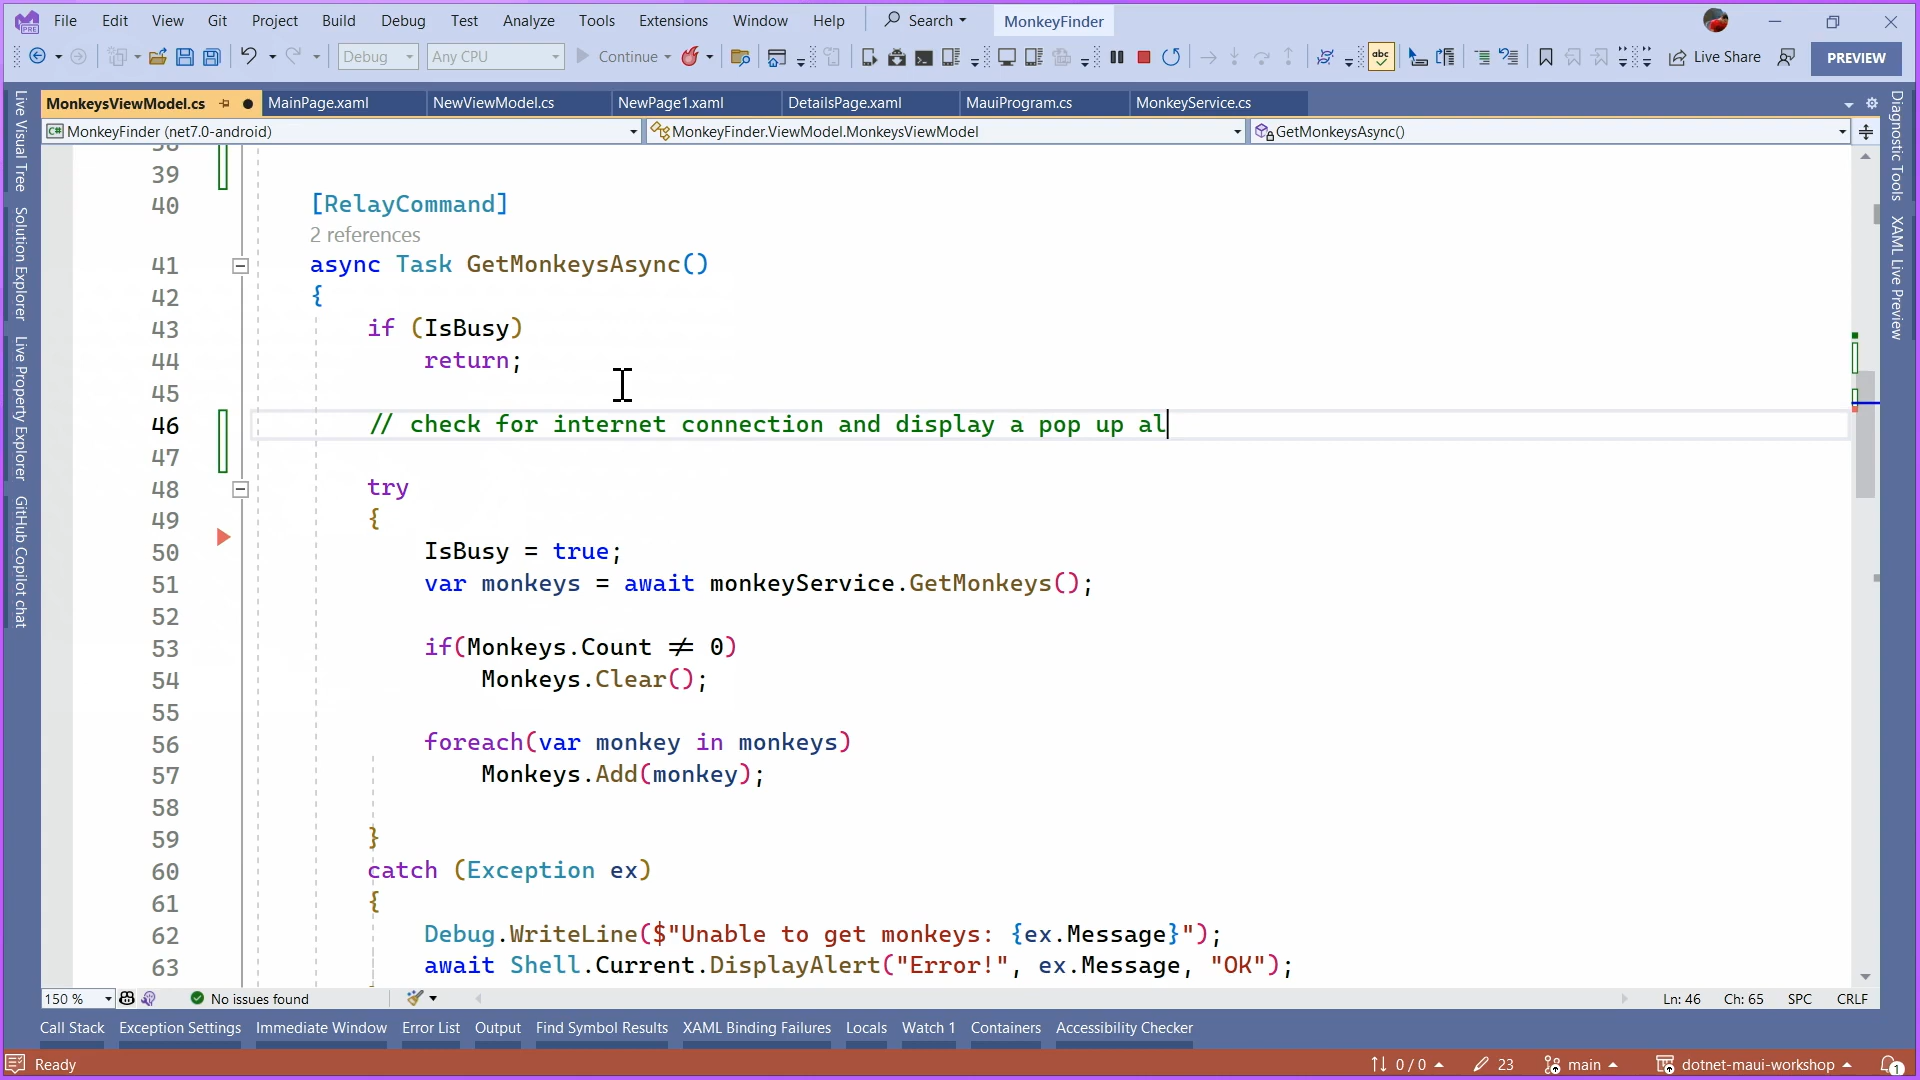 File Edit View Git Project Build Debug Test Analyze Tools Extensions Window Help Search MonkeyFinder
Debug Any CPU Continue Live Share PREVIEW
MonkeysViewModel.cs MainPage.xaml NewViewModel.cs NewPage1.xaml DetailsPage.xaml MauiProgram.cs MonkeyService.cs
MonkeyFinder (net7.0-android) MonkeyFinder.ViewModel.MonkeysViewModel GetMonkeysAsync()
Live Visual Tree
Solution Explorer
Live Property Explorer
GitHub Copilot chat
38
39
40 [RelayCommand]
2 references
41 async Task GetMonkeysAsync()
42 {
43 if (IsBusy)
44 return;
45
46 // check for internet connection and display a pop up al
47
48 try
49 {
50 IsBusy = true;
51 var monkeys = await monkeyService.GetMonkeys();
52
53 if(Monkeys.Count ≠ 0)
54 Monkeys.Clear();
55
56 foreach(var monkey in monkeys)
57 Monkeys.Add(monkey);
58
59 }
60 catch (Exception ex)
61 {
62 Debug.WriteLine($"Unable to get monkeys: {ex.Message}");
63 await Shell.Current.DisplayAlert("Error!", ex.Message, "OK");
Diagnostic Tools
XAML Live Preview
150 % No issues found Ln: 46 Ch: 65 SPC CRLF
Call Stack Exception Settings Immediate Window Error List Output Find Symbol Results XAML Binding Failures Locals Watch 1 Containers Accessibility Checker
Ready 0 / 0 23 main dotnet-maui-workshop 1